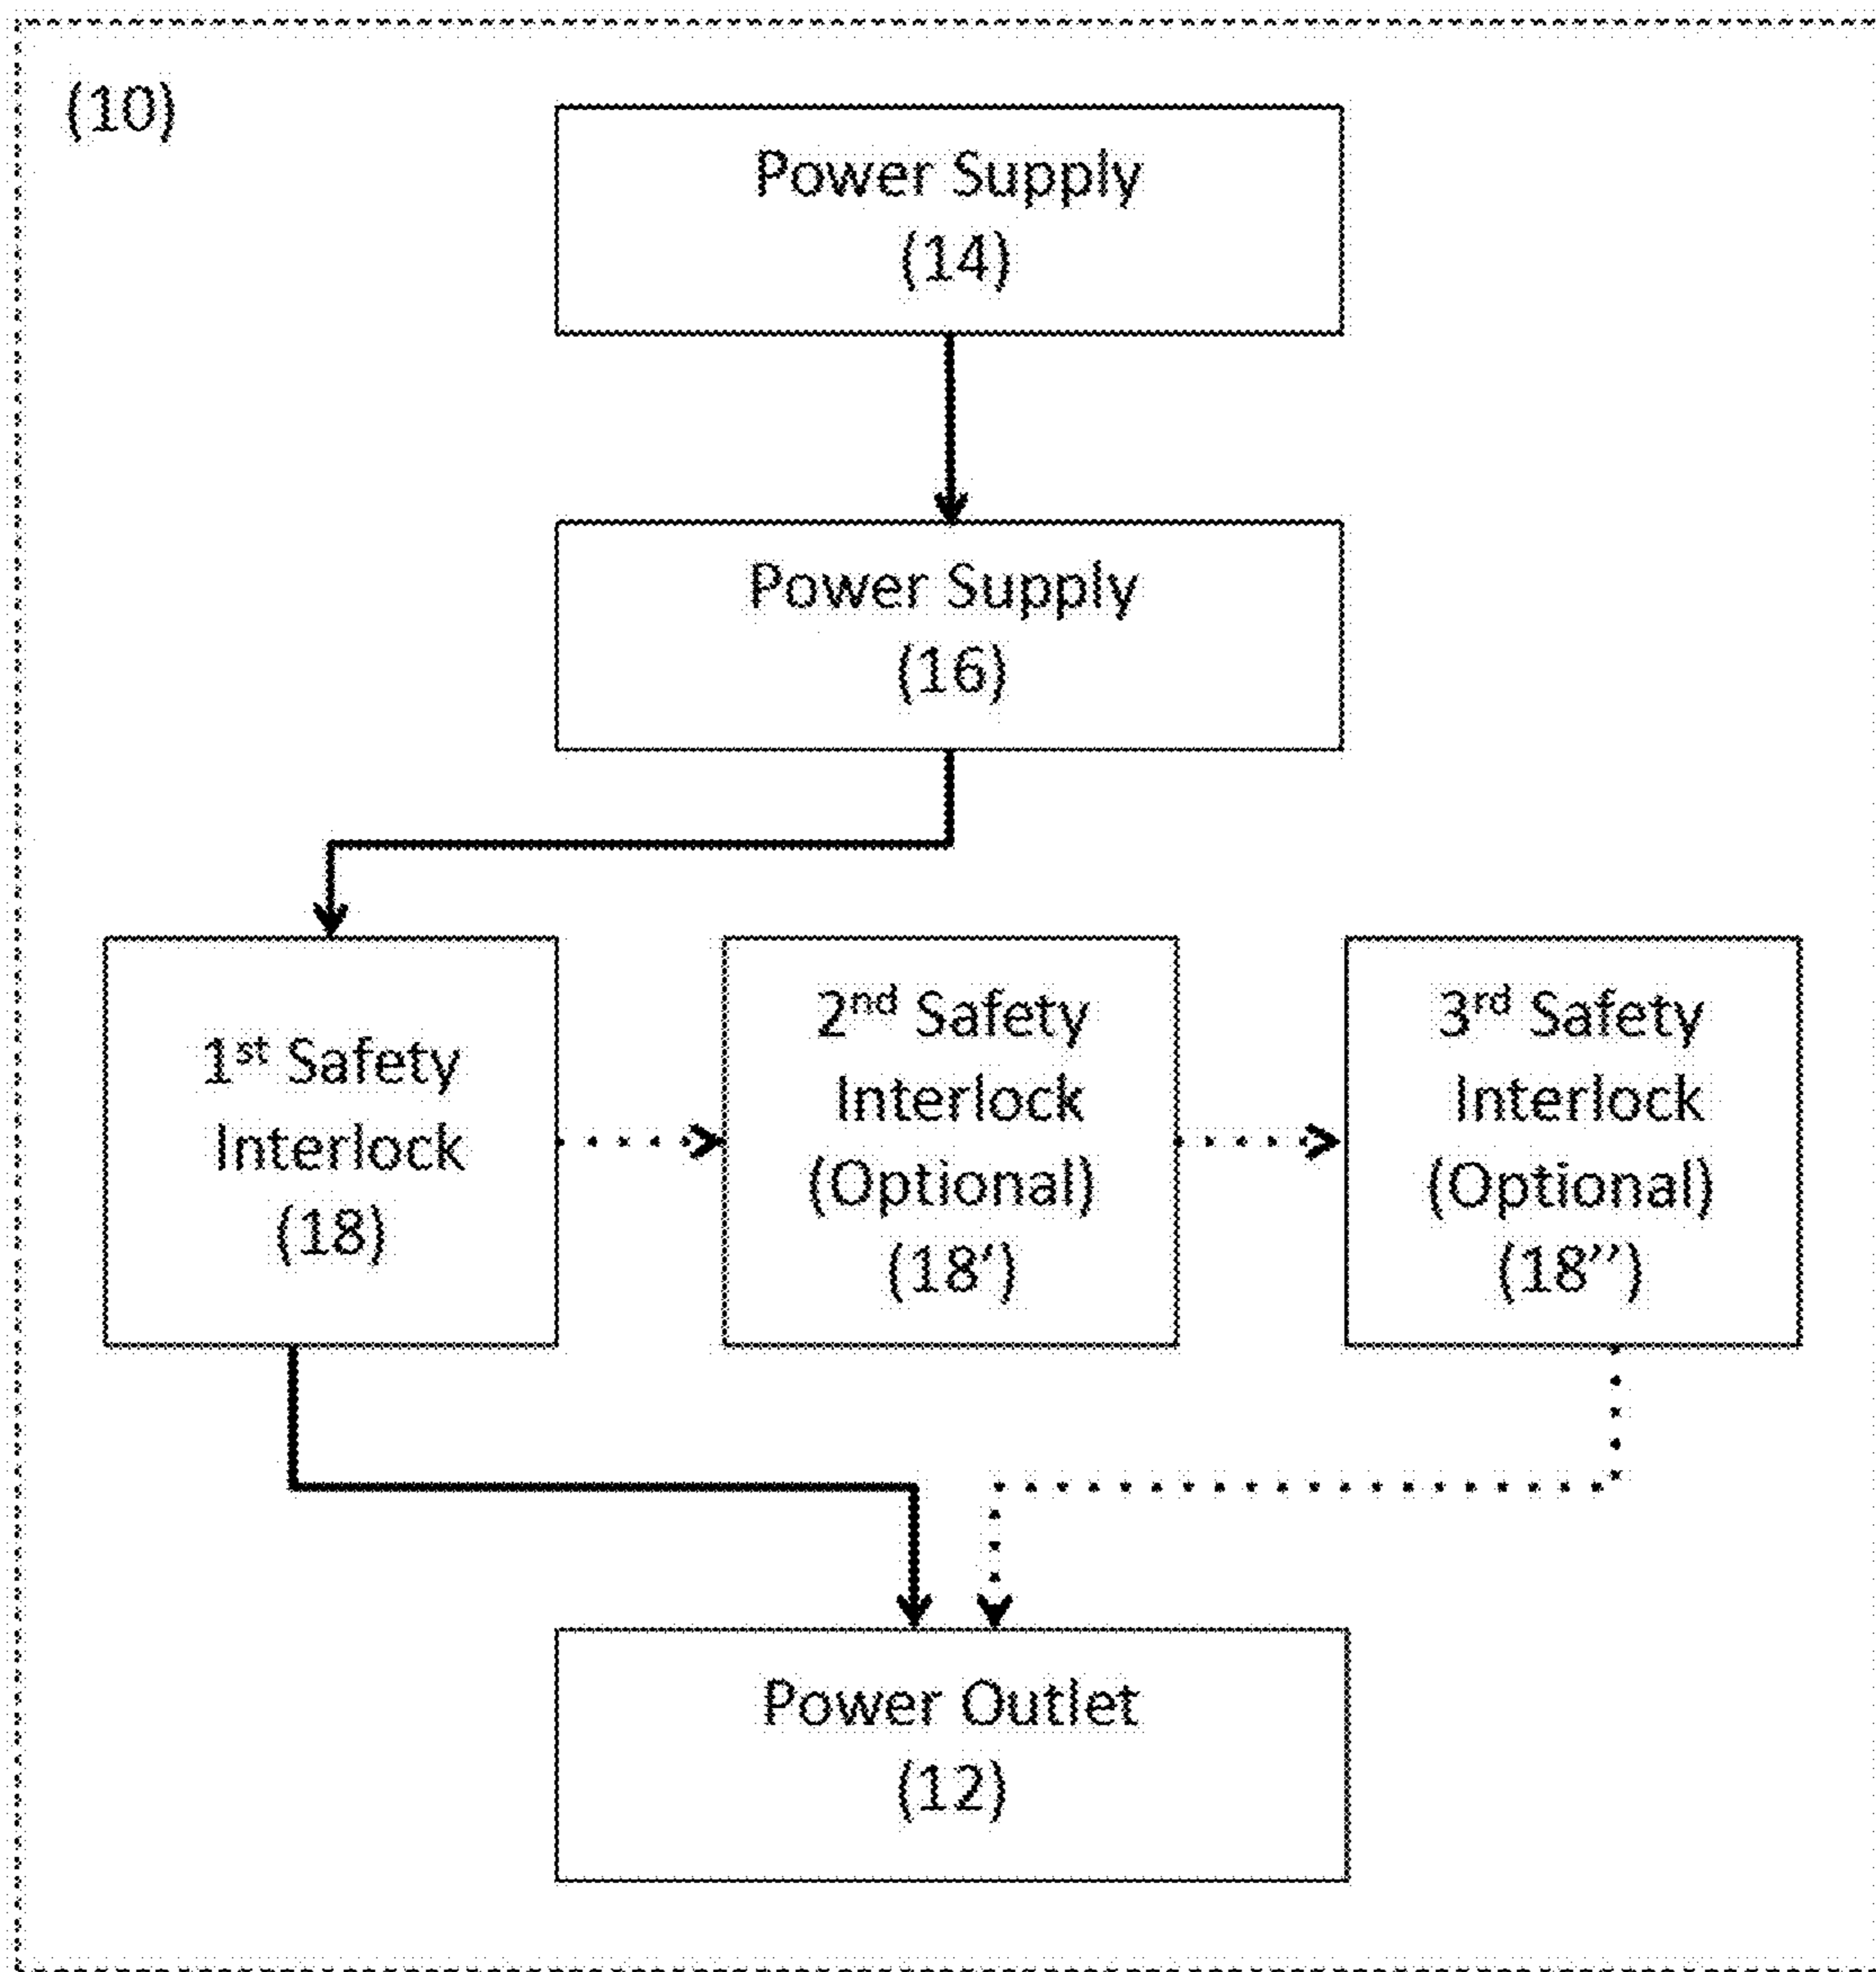 (10)
Power Supply
(14)
Power Supply
(16)
1st Safety
Interlock
(18)
2nd Safety
Interlock
(Optional)
(18')
3rd Safety
Interlock
(Optional)
(18’’)
Power Outlet
(12)